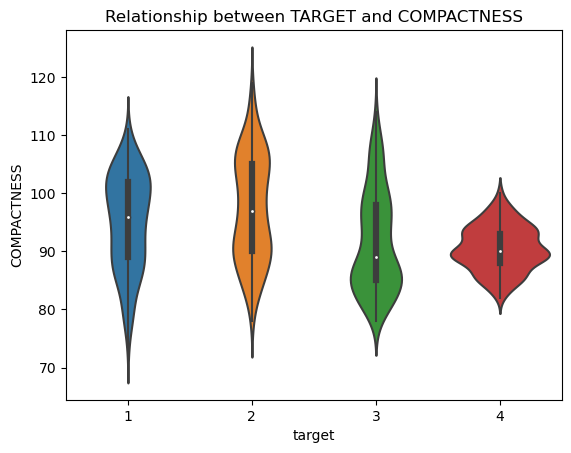 Relationship between TARGET and COMPACTNESS
COMPACTNESS
120
110
100
90
80
70
1 2 3 4
target